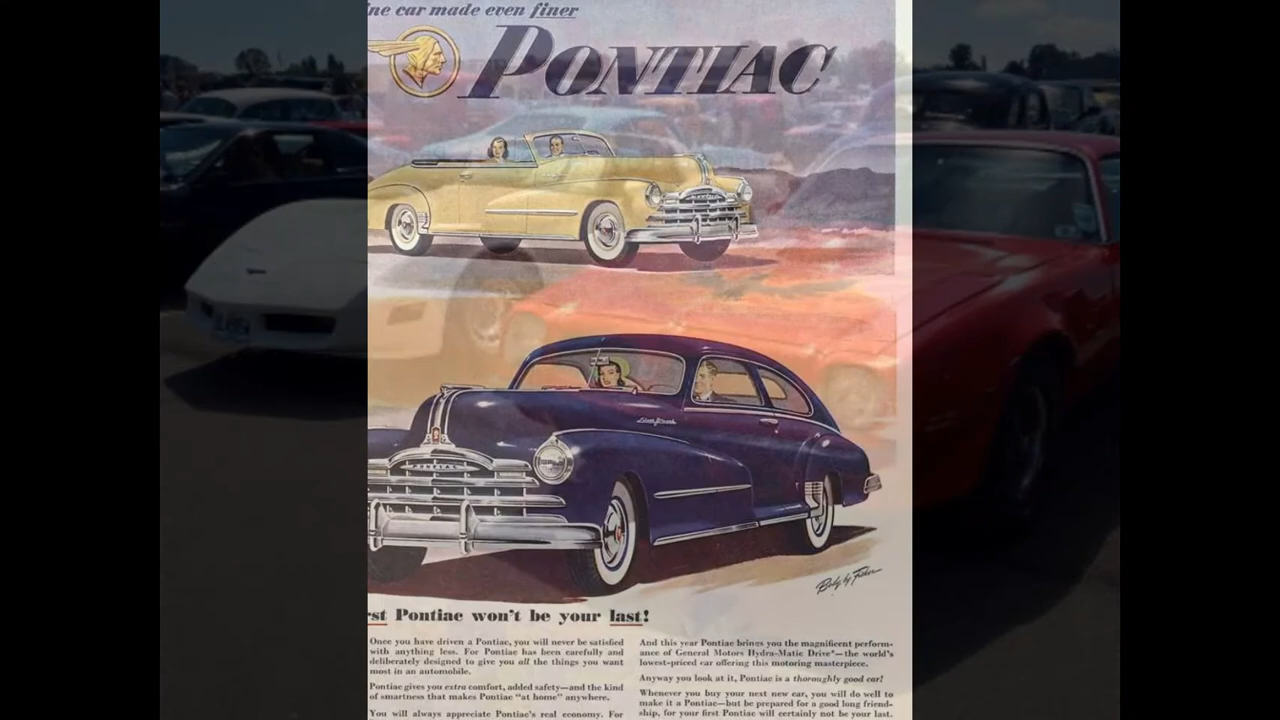 ine car made even finer
PONTIAC
Silver Streak
PONTIAC
Body by Fisher
rst Pontiac won't be your last!
Once you have driven a Pontiac, you will never be satisfied
with anything less. For Pontiac has been carefully and
deliberately designed to give you all the things you want
most in an automobile.
Pontiac gives you extra comfort, added safety—and the kind
of smartness that makes Pontiac "at home" anywhere.
You will always appreciate Pontiac's real economy. For
And this year Pontiac brings you the magnificent perform-
ance of General Motors Hydra-Matic Drive*—the world's
lowest-priced car offering this motoring masterpiece.
Anyway you look at it, Pontiac is a thoroughly good car!
Whenever you buy your next new car, you will do well to
make it a Pontiac—but be prepared for a good long friend-
ship, for your first Pontiac will certainly not be your last.